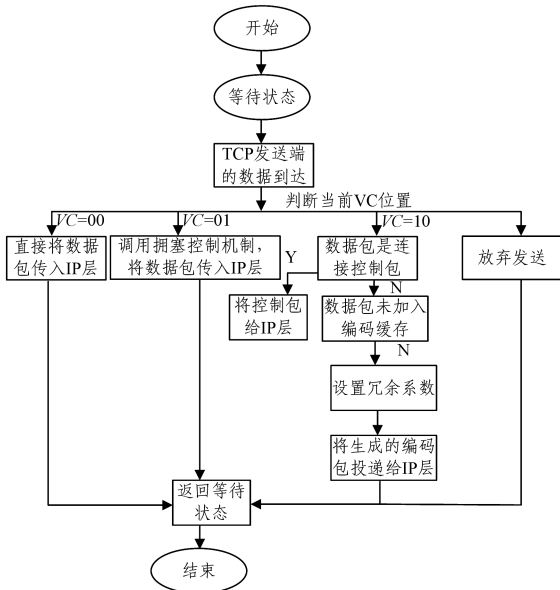 开始
等待状态
TCP发送端
的数据到达
判断当前VC位置
VC=00
VC=01
VC=10
直接将数据
包传入IP层
调用拥塞控制机制,
将数据包传入IP层
Y
数据包是连
接控制包
放弃发送
N
将控制包
给IP层
数据包未加入
编码缓存
N
设置冗余系数
将生成的编码
包投递给IP层
返回等待
状态
结束